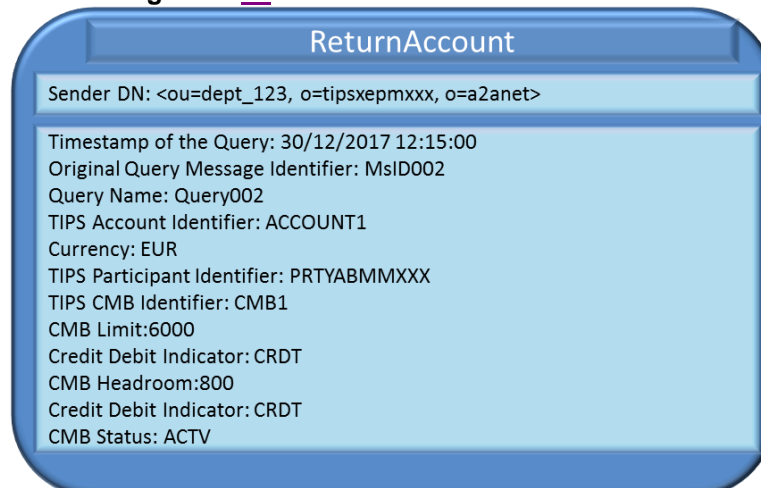 ReturnAccount
Sender DN: <ou=dept_123, o=tipsxepmxxx, o=a2anet>
Timestamp of the Query: 30/12/2017 12:15:00
Original Query Message Identifier: MsID002
Query Name: Query002
TIPS Account Identifier: ACCOUNT1
Currency: EUR
TIPS Participant Identifier: PRTYABMMXXX
TIPS CMB Identifier: CMB1
CMB Limit:6000
Credit Debit Indicator: CRDT
CMB Headroom:800
Credit Debit Indicator: CRDT
CMB Status: ACTV